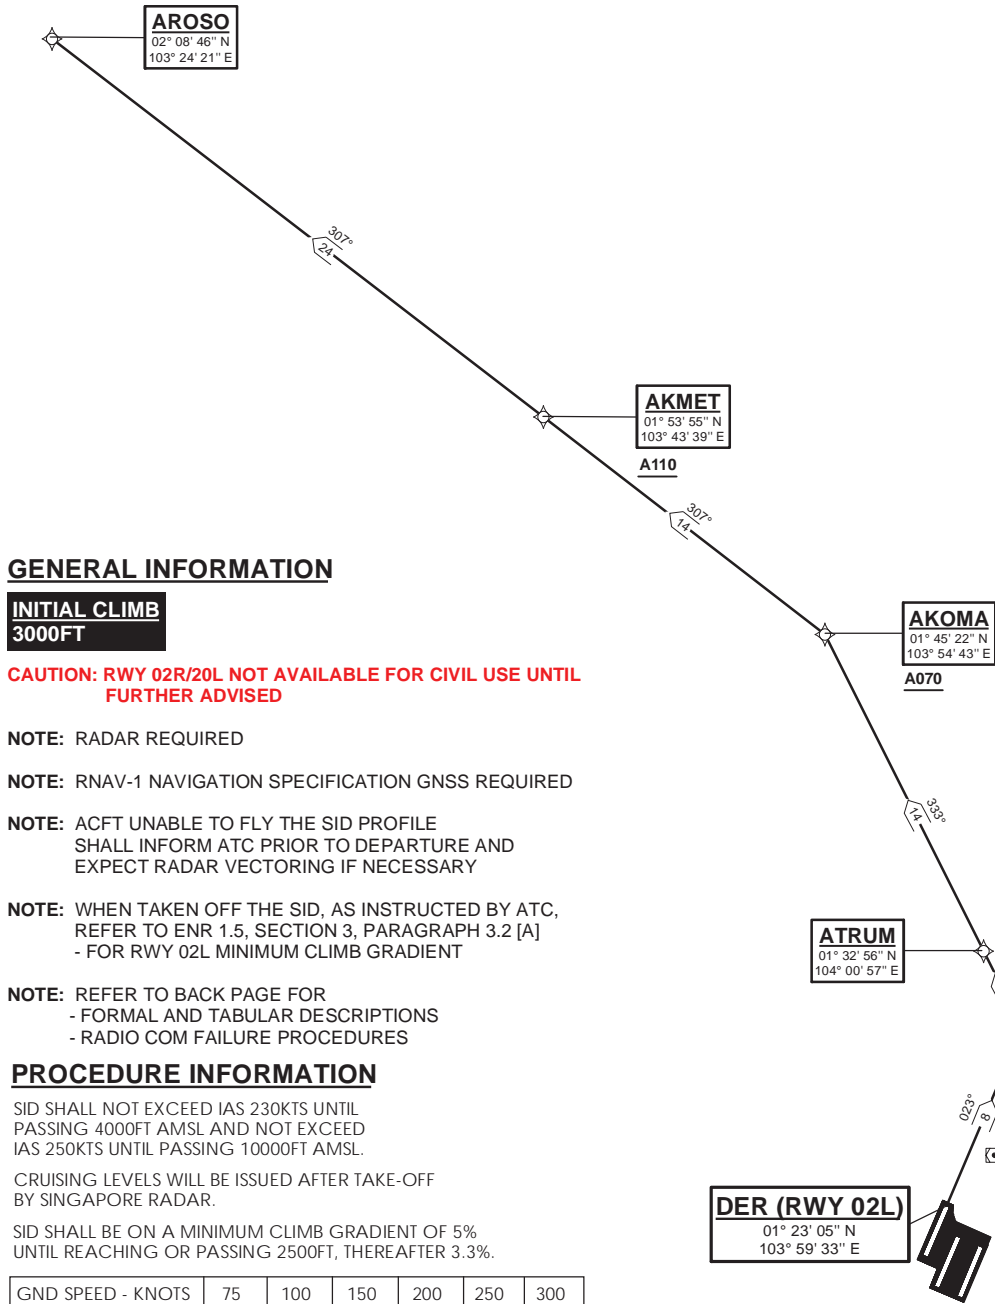 AROSO
02° 08' 46" N
103° 24' 21" E
307°
24
AKMET
01° 53' 55" N
103° 43' 39" E
A110
307°
14
AKOMA
01° 45' 22" N
103° 54' 43" E
A070
333°
14
ATRUM
01° 32' 56" N
104° 00' 57" E
023°
8
DER (RWY 02L)
01° 23' 05" N
103° 59' 33" E
GENERAL INFORMATION
INITIAL CLIMB
3000FT
CAUTION: RWY 02R/20L NOT AVAILABLE FOR CIVIL USE UNTIL
FURTHER ADVISED
NOTE: RADAR REQUIRED
NOTE: RNAV-1 NAVIGATION SPECIFICATION GNSS REQUIRED
NOTE: ACFT UNABLE TO FLY THE SID PROFILE
SHALL INFORM ATC PRIOR TO DEPARTURE AND
EXPECT RADAR VECTORING IF NECESSARY
NOTE: WHEN TAKEN OFF THE SID, AS INSTRUCTED BY ATC,
REFER TO ENR 1.5, SECTION 3, PARAGRAPH 3.2 [A]
- FOR RWY 02L MINIMUM CLIMB GRADIENT
NOTE: REFER TO BACK PAGE FOR
- FORMAL AND TABULAR DESCRIPTIONS
- RADIO COM FAILURE PROCEDURES
PROCEDURE INFORMATION
SID SHALL NOT EXCEED IAS 230KTS UNTIL
PASSING 4000FT AMSL AND NOT EXCEED
IAS 250KTS UNTIL PASSING 10000FT AMSL.
CRUISING LEVELS WILL BE ISSUED AFTER TAKE-OFF
BY SINGAPORE RADAR.
SID SHALL BE ON A MINIMUM CLIMB GRADIENT OF 5%
UNTIL REACHING OR PASSING 2500FT, THEREAFTER 3.3%.
GND SPEED - KNOTS 75 100 150 200 250 300